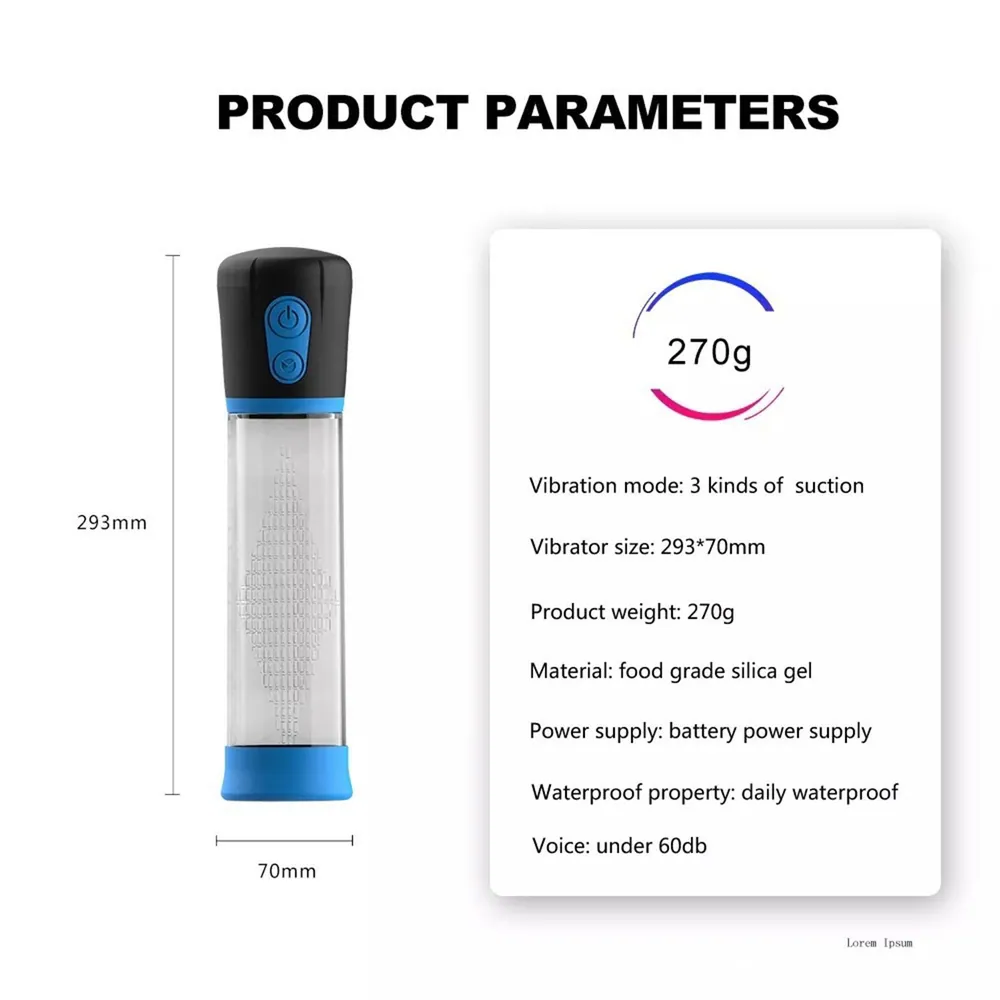 PRODUCT PARAMETERS
270g
Vibration mode: 3 kinds of suction
293mm
Vibrator size: 293*70mm
Product weight: 270g
Material: food grade silica gel
Power supply: battery power supply
Waterproof property: daily waterproof
Voice: under 60db
70mm
Lorem Ipsum